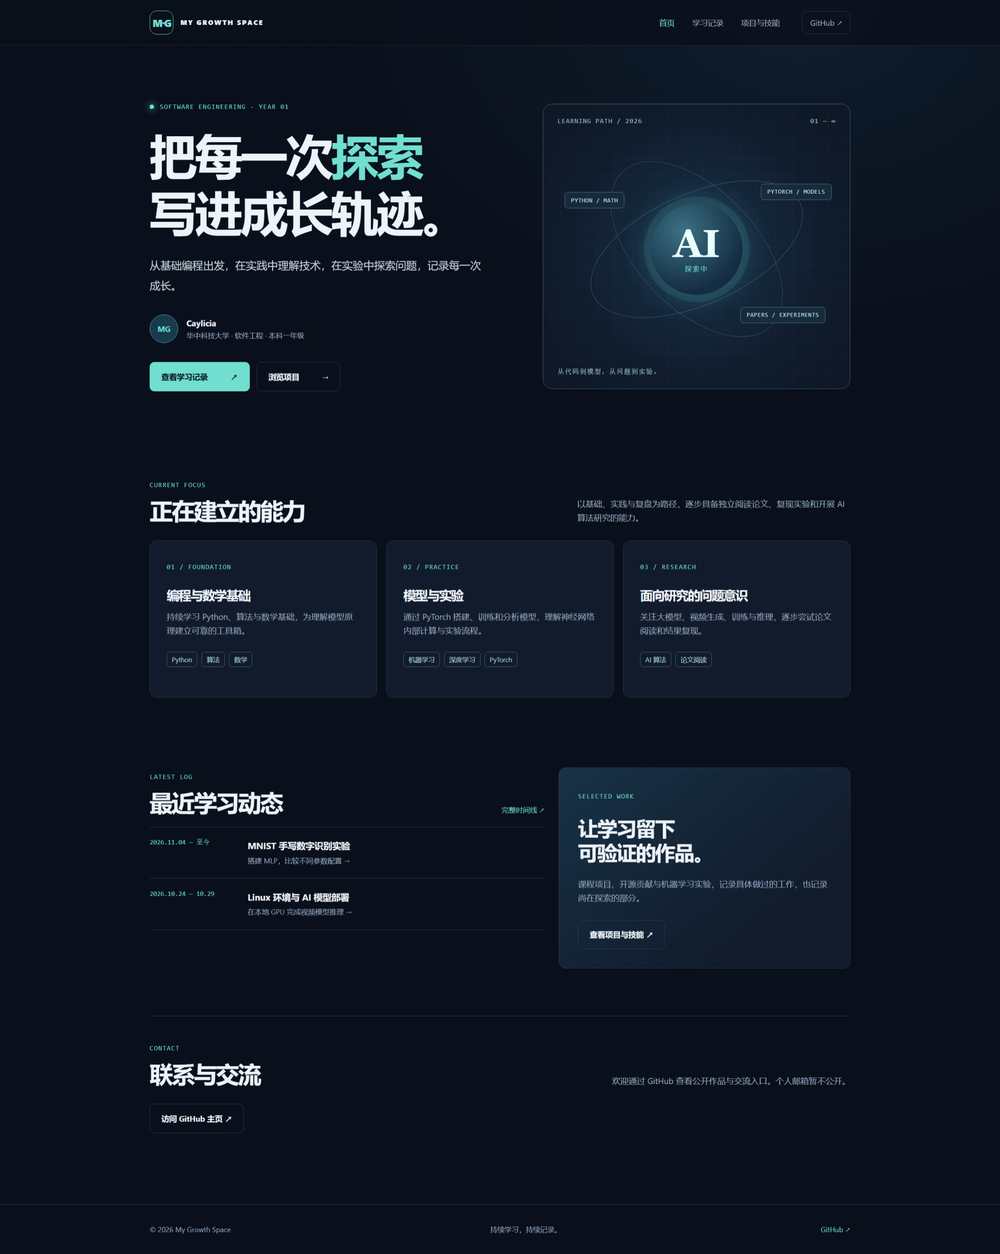 MG MY GROWTH SPACE
首页 学习记录 项目与技能 GitHub ↗
SOFTWARE ENGINEERING · YEAR 01
把每一次探索
写进成长轨迹。
从基础编程出发，在实践中理解技术，在实验中探索问题，记录每一次
成长。
MG
Caylicia
华中科技大学 · 软件工程 · 本科一年级
查看学习记录 ↗
浏览项目 →
LEARNING PATH / 2026
01 — ∞
PYTHON / MATH
PYTORCH / MODELS
AI
探索中
PAPERS / EXPERIMENTS
从代码到模型，从问题到实验。
CURRENT FOCUS
正在建立的能力
以基础、实践与复盘为路径，逐步具备独立阅读论文、复现实验和开展 AI
算法研究的能力。
01 / FOUNDATION
编程与数学基础
持续学习 Python、算法与数学基础，为理解模型原
理建立可靠的工具箱。
Python 算法 数学
02 / PRACTICE
模型与实验
通过 PyTorch 搭建、训练和分析模型，理解神经网络
内部计算与实验流程。
机器学习 深度学习 PyTorch
03 / RESEARCH
面向研究的问题意识
关注大模型、视频生成、训练与推理，逐步尝试论文
阅读和结果复现。
AI 算法 论文阅读
LATEST LOG
最近学习动态
完整时间线 ↗
2026.11.04 — 至今
MNIST 手写数字识别实验
搭建 MLP，比较不同参数配置 →
2026.10.24 — 10.29
Linux 环境与 AI 模型部署
在本地 GPU 完成视频模型推理 →
SELECTED WORK
让学习留下
可验证的作品。
课程项目、开源贡献与机器学习实验，记录具体做过的工作，也记录
尚在探索的部分。
查看项目与技能 ↗
CONTACT
联系与交流
欢迎通过 GitHub 查看公开作品与交流入口。个人邮箱暂不公开。
访问 GitHub 主页 ↗
© 2026 My Growth Space
持续学习，持续记录。
GitHub ↗